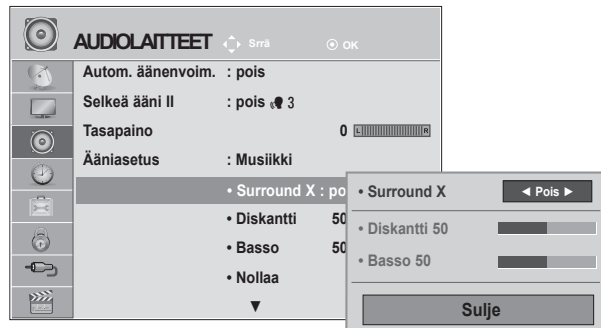 AUDIOLAITTEET Srrä OK
Autom. äänenvoim. : pois
Selkeä ääni II : pois 3
Tasapaino 0 L R
Ääniasetus : Musiikki
• Surround X : po
• Diskantti 50
• Basso 50
• Nollaa
▼
• Surround X ◄ Pois ►
• Diskantti 50
• Basso 50
Sulje